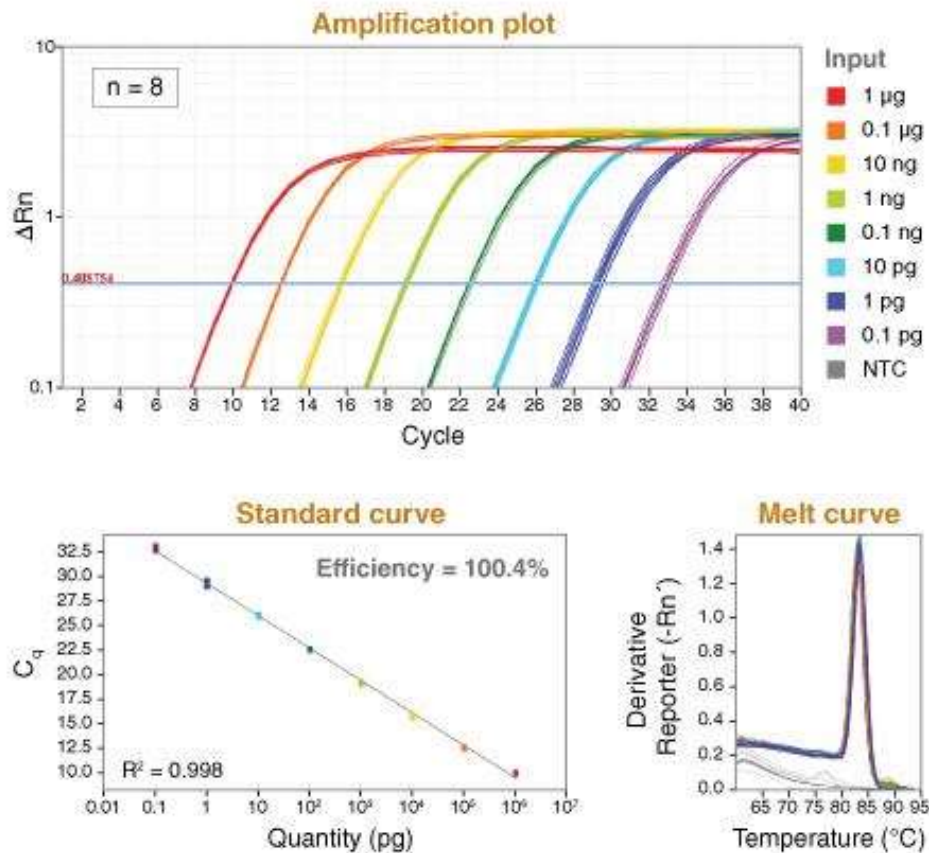 Amplification plot
10
n = 8
1
0.1
ΔRn
2 4 6 8 10 12 14 16 18 20 22 24 26 28 30 32 34 36 38 40
Cycle
Input
1 µg
0.1 µg
10 ng
1 ng
0.1 ng
10 pg
1 pg
0.1 pg
NTC
Standard curve
Efficiency = 100.4%
32.5
30.0
27.5
25.0
22.5
20.0
17.5
15.0
12.5
10.0
Cq
R² = 0.998
0.01 0.1 1 10 10² 10³ 10⁴ 10⁵ 10⁶ 10⁷
Quantity (pg)
Melt curve
1.4
1.2
1.0
0.8
0.6
0.4
0.2
0.0
Derivative
Reporter (-Rn´)
65 70 75 80 85 90 95
Temperature (°C)